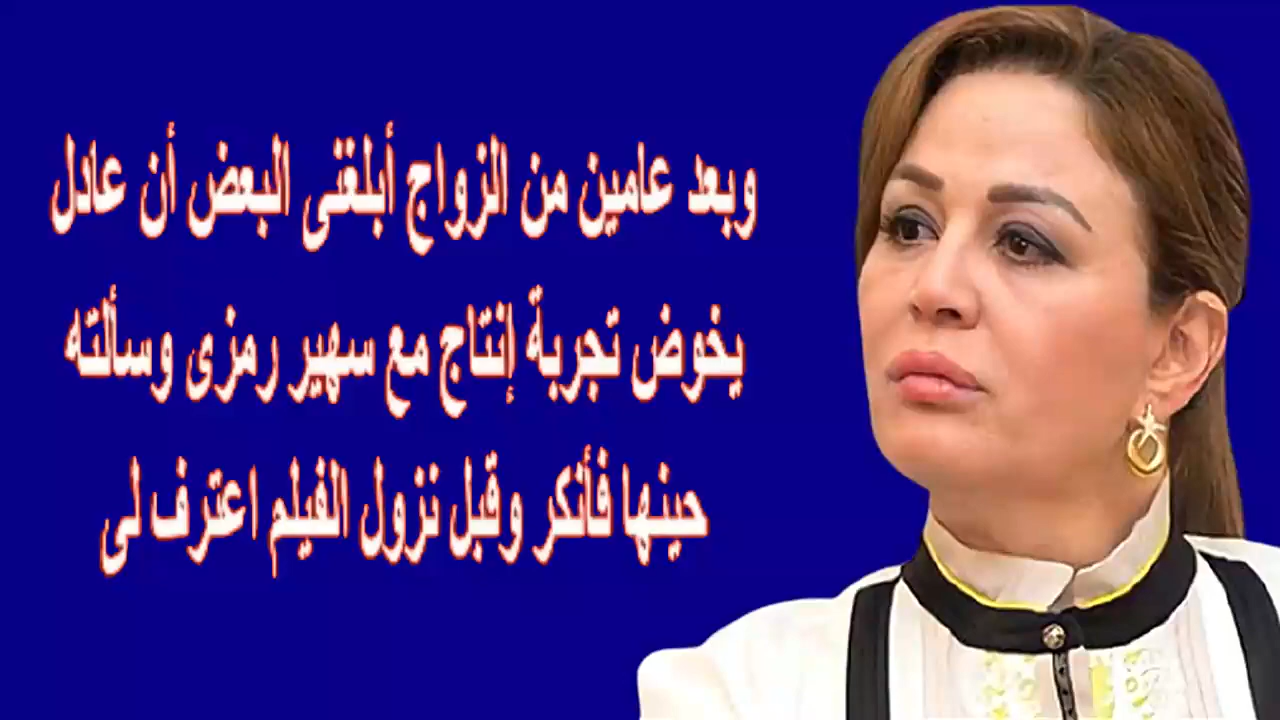 وبعد عامين من الزواج أبلغنى البعض أن عادل
يخوض تجربة إنتاج مع سهير رمزى وسألته
حينها فأنكر وقبل نزول الفيلم اعترف لى